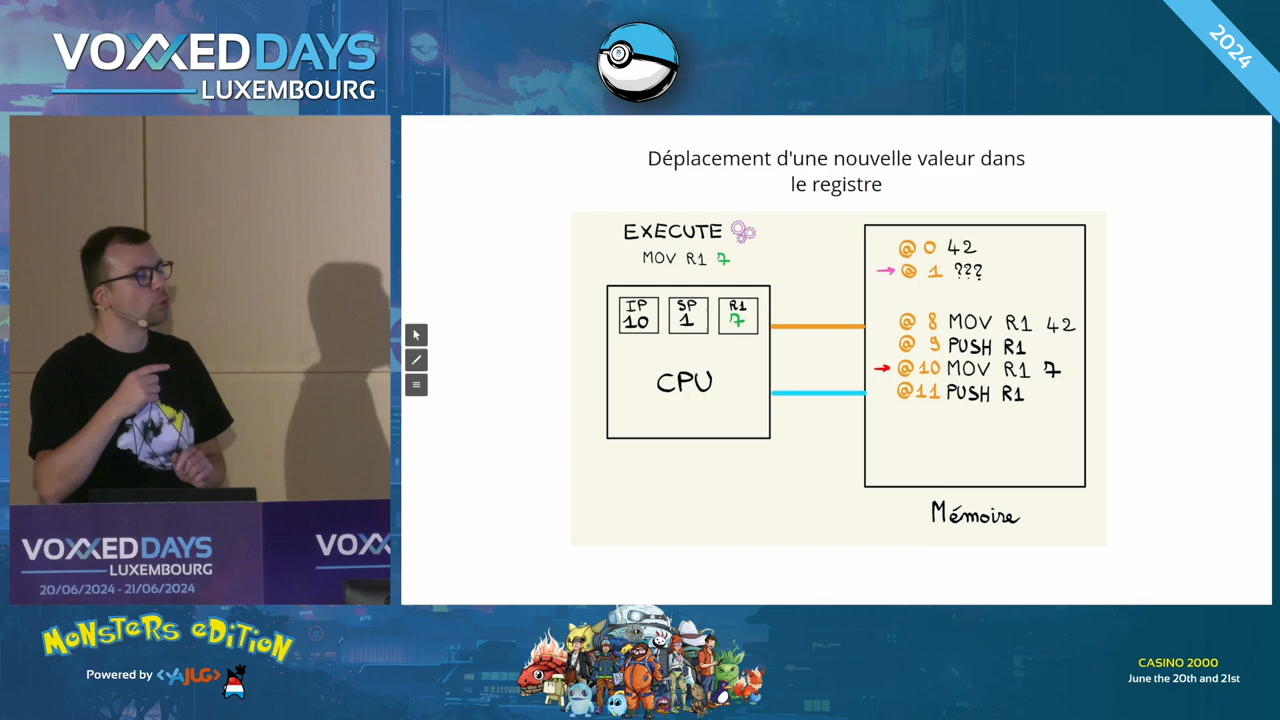 VOXXEDDAYS
LUXEMBOURG
2024
Déplacement d'une nouvelle valeur dans
le registre
EXECUTE
MOV R1 7
IP
10
SP
1
R1
7
CPU
@ 0 42
→ @ 1 ???
@ 8 MOV R1 42
@ 9 PUSH R1
→ @10 MOV R1 7
@11 PUSH R1
Mémoire
VOXXEDDAYS
LUXEMBOURG
20/06/2024 - 21/06/2024
VOXX
MONSTERS EDITION
Powered by <YAJUG>
CASINO 2000
June the 20th and 21st